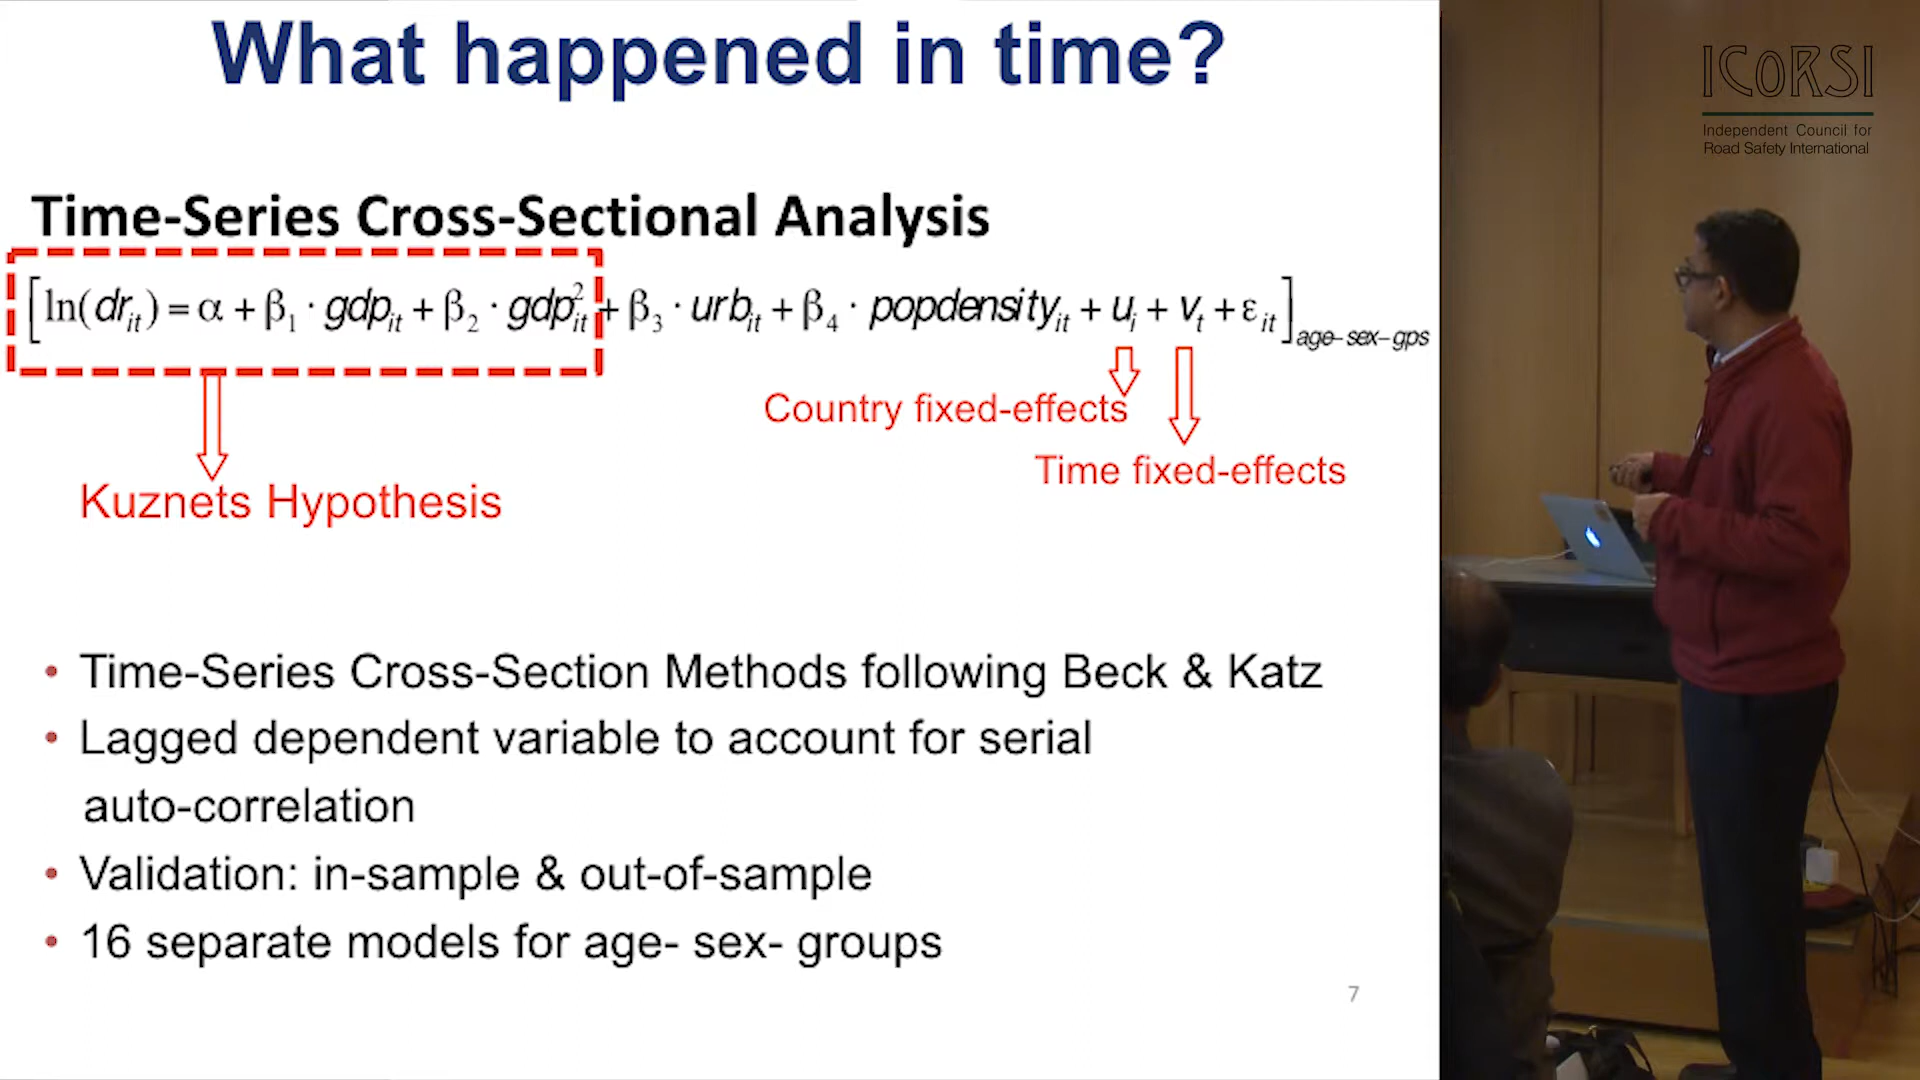 What happened in time?
ICORSI
Independent Council for
Road Safety International
Time-Series Cross-Sectional Analysis
[ln(dr_it) = α + β_1 · gdp_it + β_2 · gdp²_it + β_3 · urb_it + β_4 · popdensity_it + u_i + v_t + ε_it]_age-sex-gps
Country fixed-effects
Time fixed-effects
Kuznets Hypothesis
• Time-Series Cross-Section Methods following Beck & Katz
• Lagged dependent variable to account for serial
auto-correlation
• Validation: in-sample & out-of-sample
• 16 separate models for age- sex- groups
7